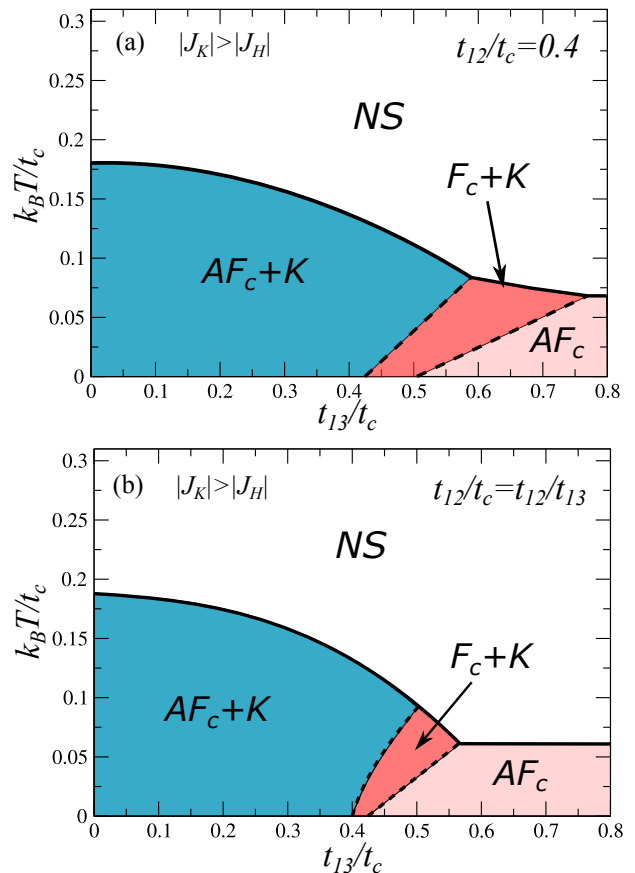 0.3
(a) |J_K|>|J_H| t_12/t_c=0.4
0.25
NS
k_BT/t_c
0.2
F_c+K
0.15
0.1
AF_c+K
0.05
AF_c
0
0 0.1 0.2 0.3 0.4 0.5 0.6 0.7 0.8
t_13/t_c
0.3
(b) |J_K|>|J_H| t_12/t_c=t_12/t_13
0.25
NS
k_BT/t_c
0.2
F_c+K
0.15
0.1
AF_c+K
0.05
AF_c
0
0 0.1 0.2 0.3 0.4 0.5 0.6 0.7 0.8
t_13/t_c